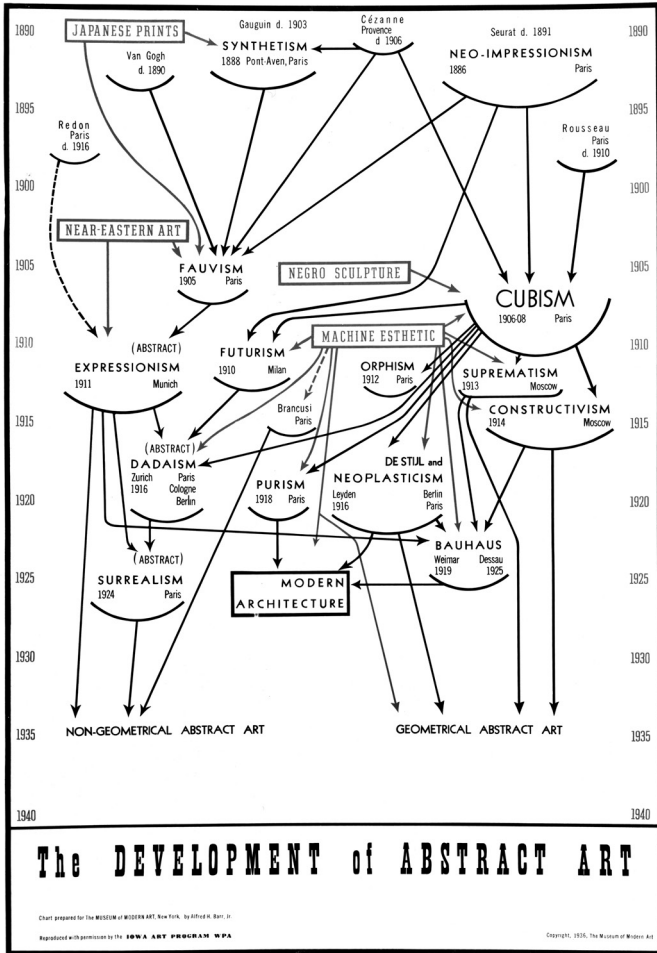 1890
JAPANESE PRINTS
Gauguin d. 1903
Cézanne
Provence
d 1906
Seurat d. 1891
1890
Van Gogh
d. 1890
SYNTHETISM
1888 Pont-Aven, Paris
NEO-IMPRESSIONISM
1886 Paris
1895
1895
Redon
Paris
d. 1916
Rousseau
Paris
d. 1910
1900
1900
NEAR-EASTERN ART
1905
FAUVISM
1905 Paris
NEGRO SCULPTURE
1905
CUBISM
1906-08 Paris
1910
(ABSTRACT)
EXPRESSIONISM
1911 Munich
FUTURISM
1910 Milan
MACHINE ESTHETIC
1910
ORPHISM
1912 Paris
SUPREMATISM
1913 Moscow
Brancusi
Paris
CONSTRUCTIVISM
1914 Moscow
1915
1915
(ABSTRACT)
DADAISM
Zurich Paris
1916 Cologne
Berlin
PURISM
1918 Paris
DE STIJL and
NEOPLASTICISM
Leyden Berlin
1916 Paris
1920
1920
BAUHAUS
Weimar Dessau
1919 1925
(ABSTRACT)
SURREALISM
1924 Paris
MODERN
ARCHITECTURE
1925
1925
1930
1930
1935
NON-GEOMETRICAL ABSTRACT ART
GEOMETRICAL ABSTRACT ART
1935
1940
1940
The DEVELOPMENT of ABSTRACT ART
Chart prepared for The MUSEUM of MODERN ART, New York, by Alfred H. Barr, Jr.
Reproduced with permission by the IOWA ART PROGRAM WPA
Copyright, 1936, The Museum of Modern Art